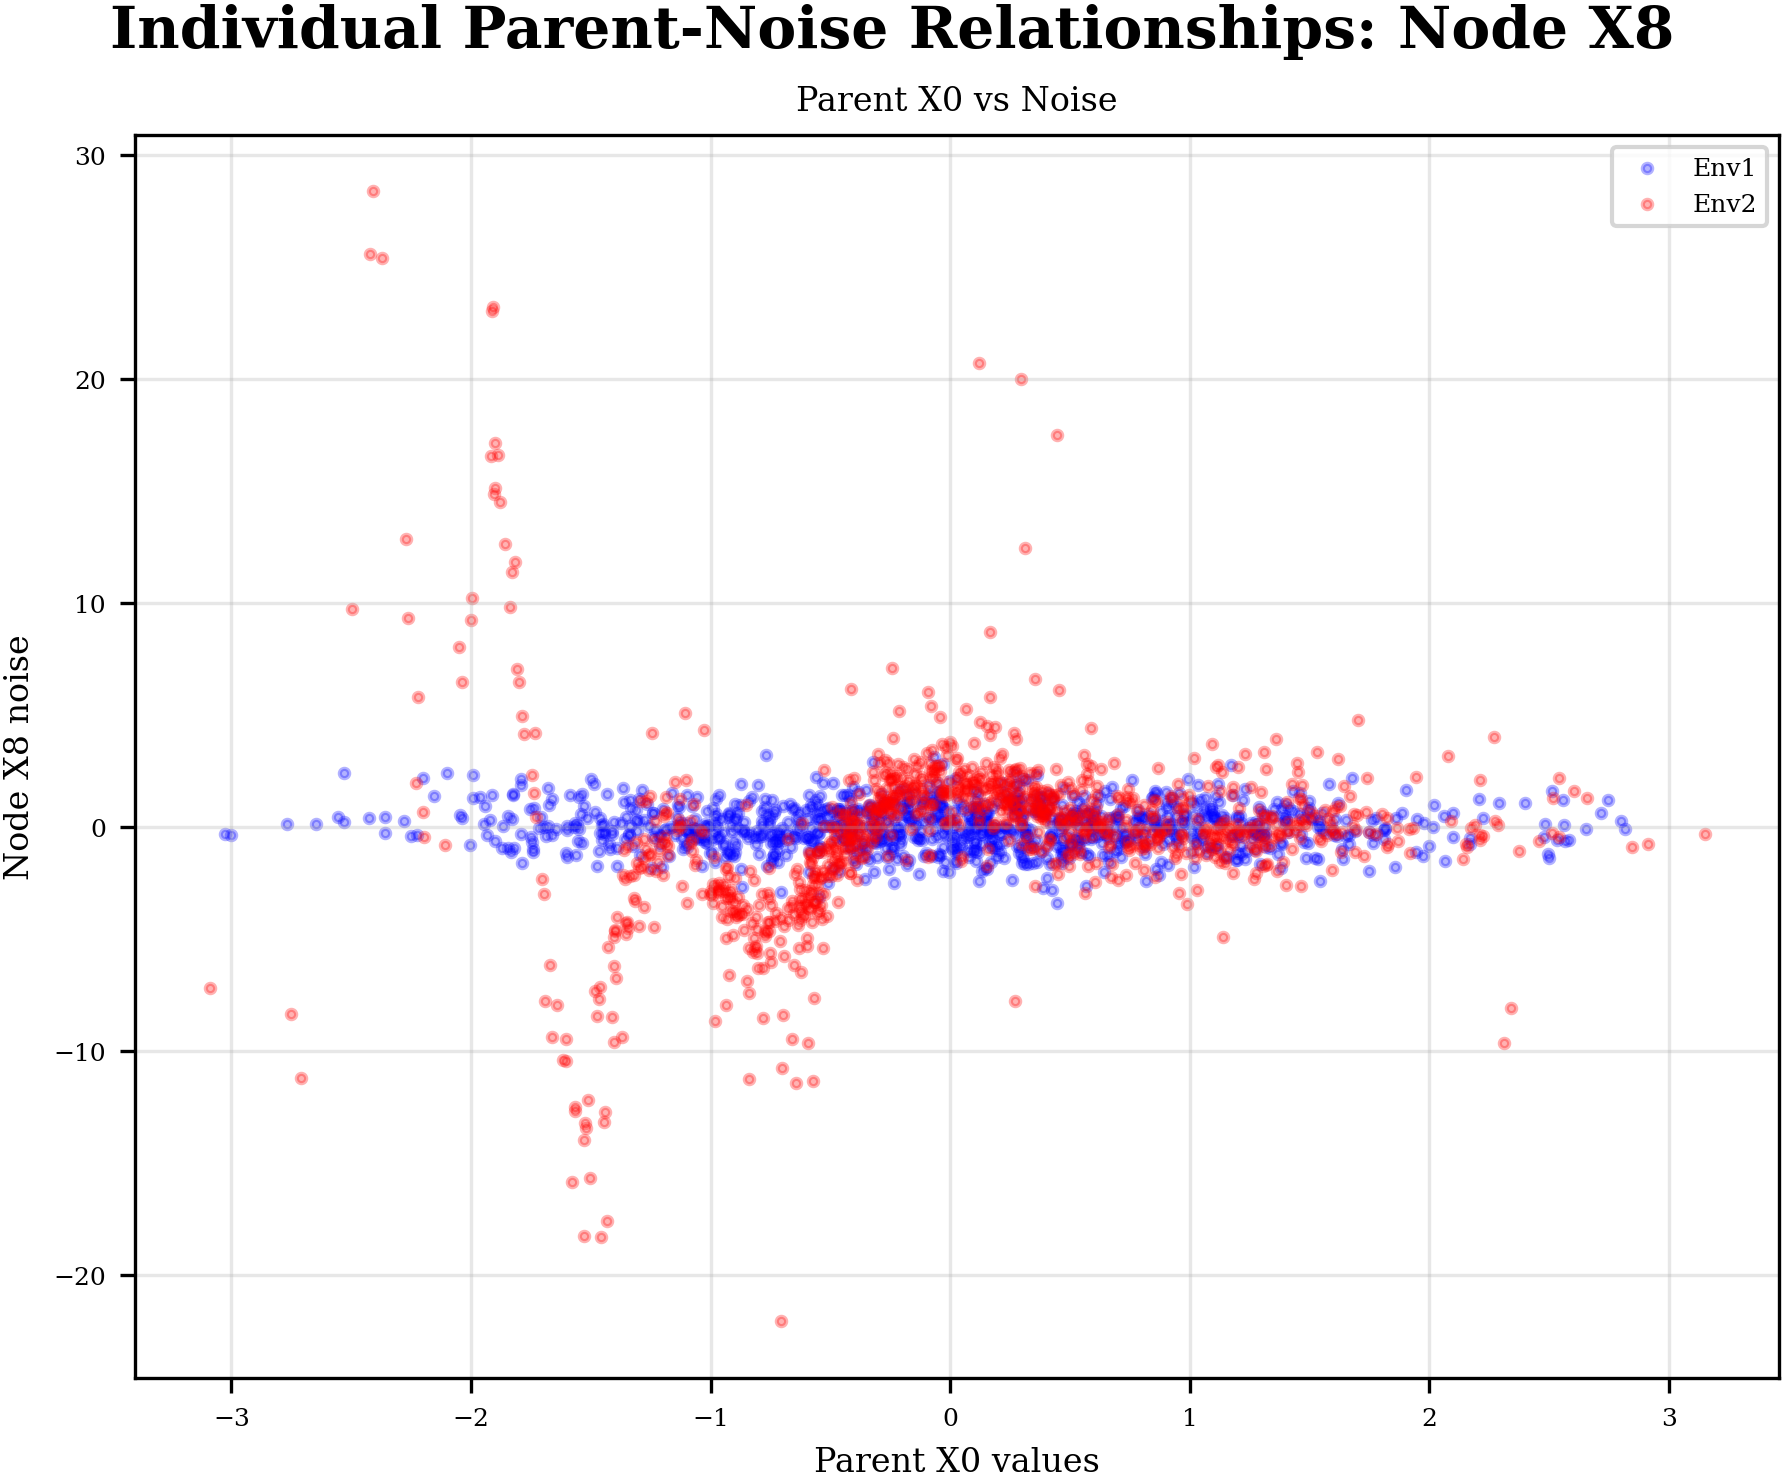 Individual Parent-Noise Relationships: Node X8
Parent X0 vs Noise
Env1
Env2
30
20
10
0
−10
−20
Node X8 noise
−3
−2
−1
0
1
2
3
Parent X0 values